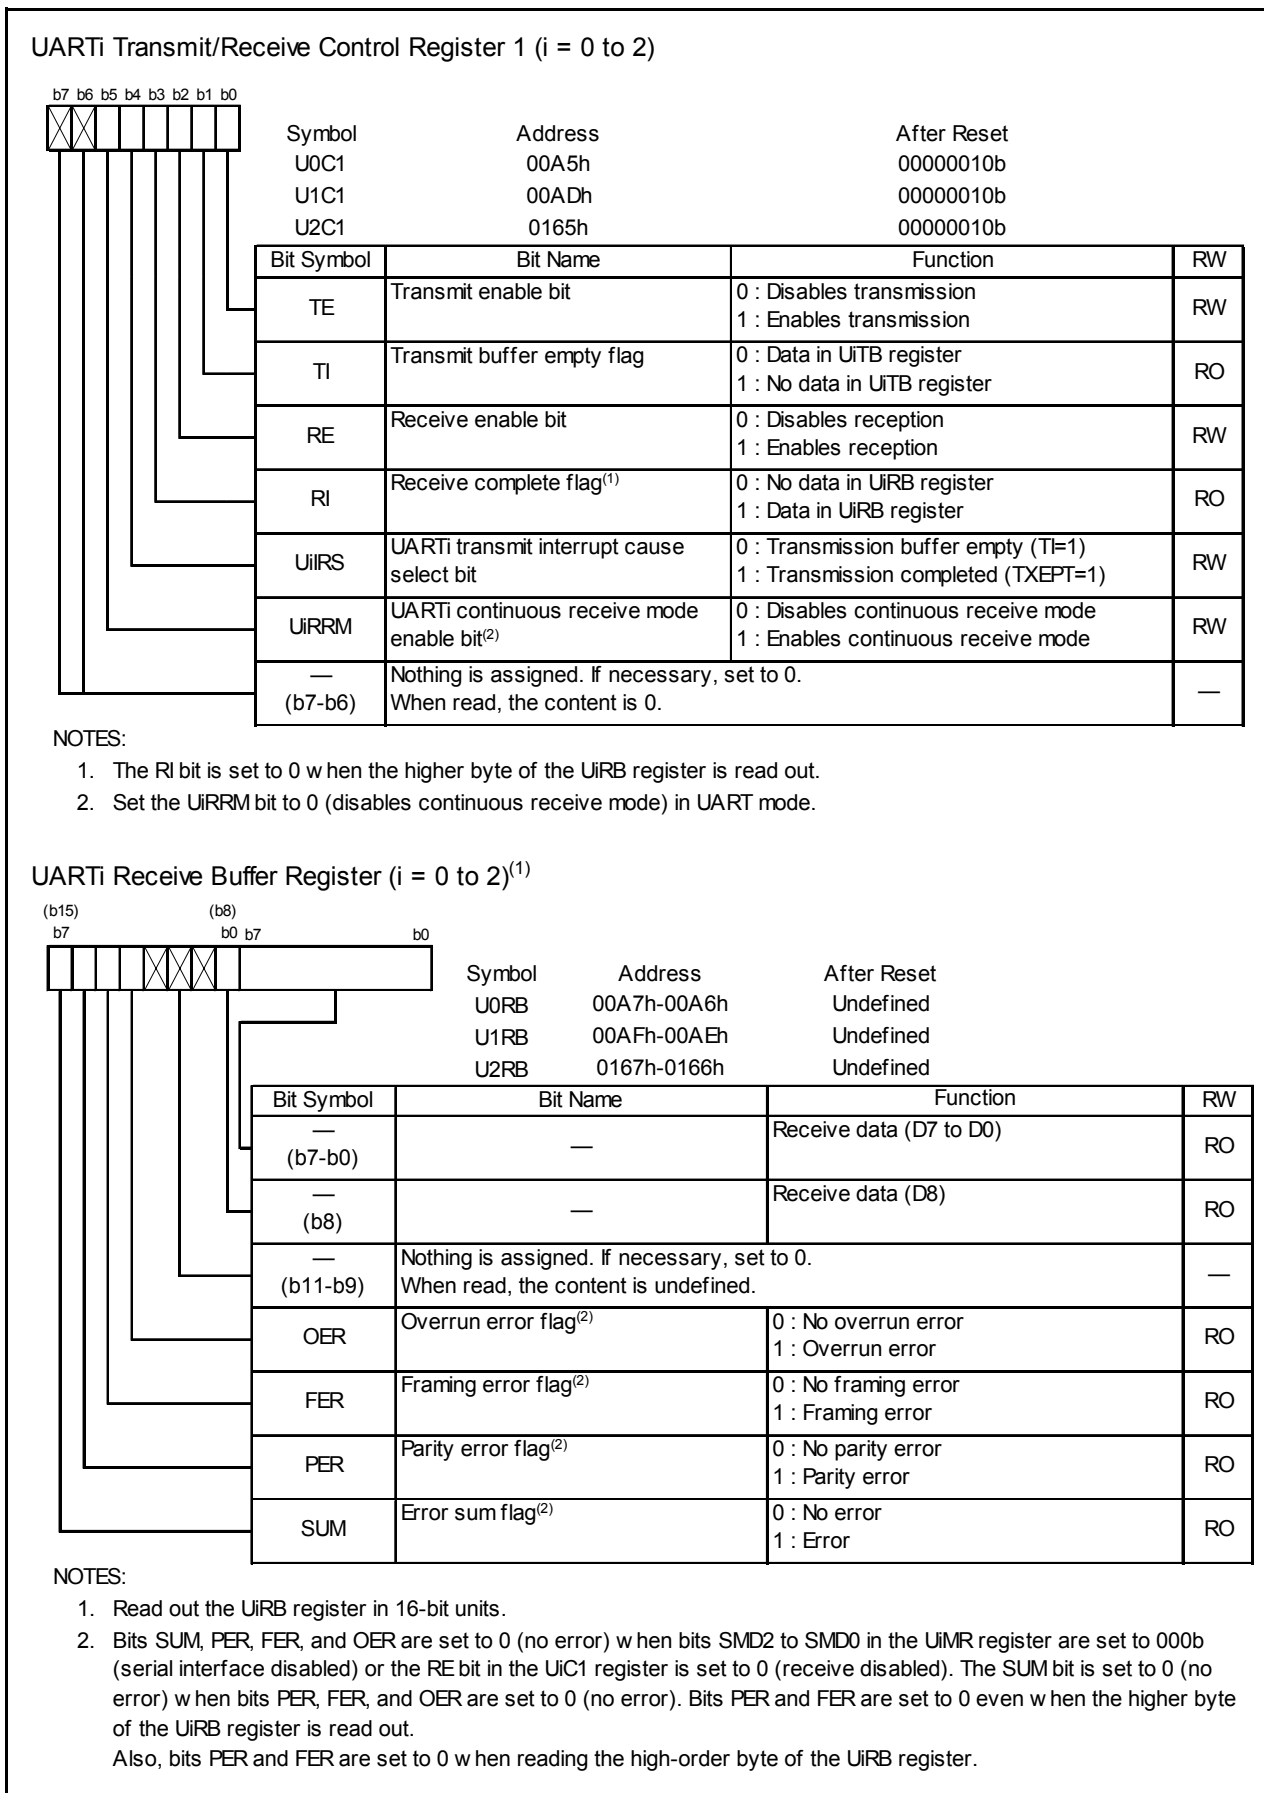 UARTi Transmit/Receive Control Register 1 (i = 0 to 2)
b7 b6 b5 b4 b3 b2 b1 b0
Symbol Address After Reset
U0C1 00A5h 00000010b
U1C1 00ADh 00000010b
U2C1 0165h 00000010b
Bit Symbol Bit Name Function RW
TE Transmit enable bit 0 : Disables transmission RW
1 : Enables transmission
TI Transmit buffer empty flag 0 : Data in UiTB register RO
1 : No data in UiTB register
RE Receive enable bit 0 : Disables reception RW
1 : Enables reception
RI Receive complete flag(1) 0 : No data in UiRB register RO
1 : Data in UiRB register
UiIRS UARTi transmit interrupt cause 0 : Transmission buffer empty (TI=1) RW
select bit 1 : Transmission completed (TXEPT=1)
UiRRM UARTi continuous receive mode 0 : Disables continuous receive mode RW
enable bit(2) 1 : Enables continuous receive mode
— Nothing is assigned. If necessary, set to 0. —
(b7-b6) When read, the content is 0.
NOTES:
1. The RI bit is set to 0 when the higher byte of the UiRB register is read out.
2. Set the UiRRM bit to 0 (disables continuous receive mode) in UART mode.
UARTi Receive Buffer Register (i = 0 to 2)(1)
(b15) (b8)
b7 b0 b7 b0
Symbol Address After Reset
U0RB 00A7h-00A6h Undefined
U1RB 00AFh-00AEh Undefined
U2RB 0167h-0166h Undefined
Bit Symbol Bit Name Function RW
— — Receive data (D7 to D0) RO
(b7-b0)
— — Receive data (D8) RO
(b8)
— Nothing is assigned. If necessary, set to 0. —
(b11-b9) When read, the content is undefined.
OER Overrun error flag(2) 0 : No overrun error RO
1 : Overrun error
FER Framing error flag(2) 0 : No framing error RO
1 : Framing error
PER Parity error flag(2) 0 : No parity error RO
1 : Parity error
SUM Error sum flag(2) 0 : No error RO
1 : Error
NOTES:
1. Read out the UiRB register in 16-bit units.
2. Bits SUM, PER, FER, and OER are set to 0 (no error) when bits SMD2 to SMD0 in the UiMR register are set to 000b
(serial interface disabled) or the RE bit in the UiC1 register is set to 0 (receive disabled). The SUM bit is set to 0 (no
error) when bits PER, FER, and OER are set to 0 (no error). Bits PER and FER are set to 0 even when the higher byte
of the UiRB register is read out.
Also, bits PER and FER are set to 0 when reading the high-order byte of the UiRB register.